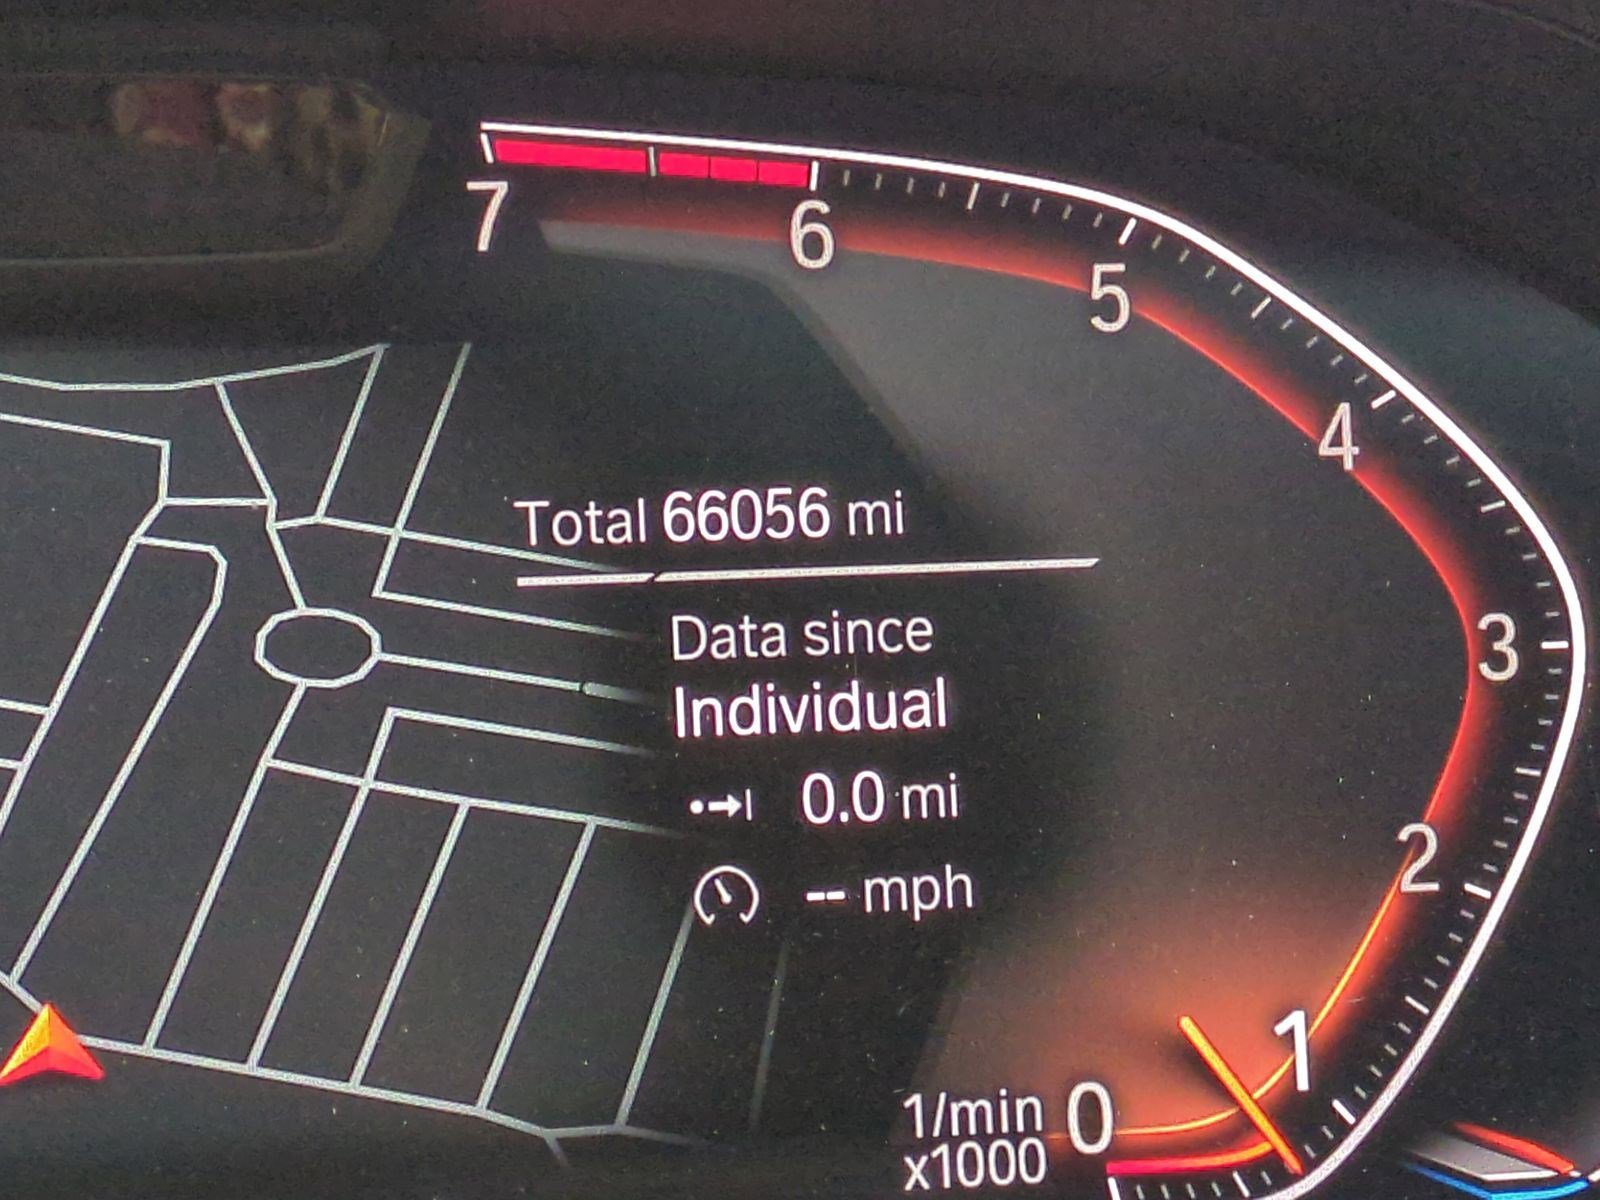 7
6
5
4
Total 66056 mi
Data since
3
Individual
0.0 mi
2
-- mph
1
1/min 0
x1000